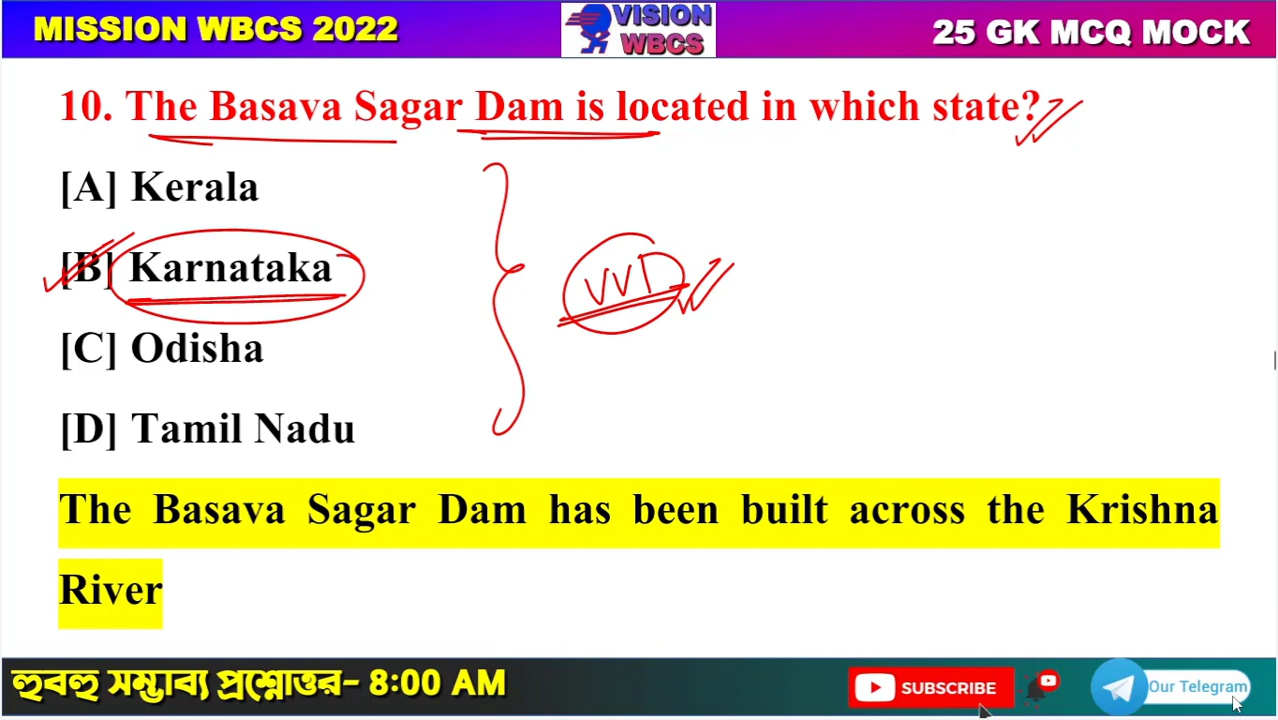 MISSION WBCS 2022
VISION
WBCS
25 GK MCQ MOCK
10. The Basava Sagar Dam is located in which state?
[A] Kerala
[B] Karnataka
VVI
[C] Odisha
[D] Tamil Nadu
The Basava Sagar Dam has been built across the Krishna
River
হুবহু সম্ভাব্য প্রশ্নোত্তর- 8:00 AM
SUBSCRIBE
Our Telegram